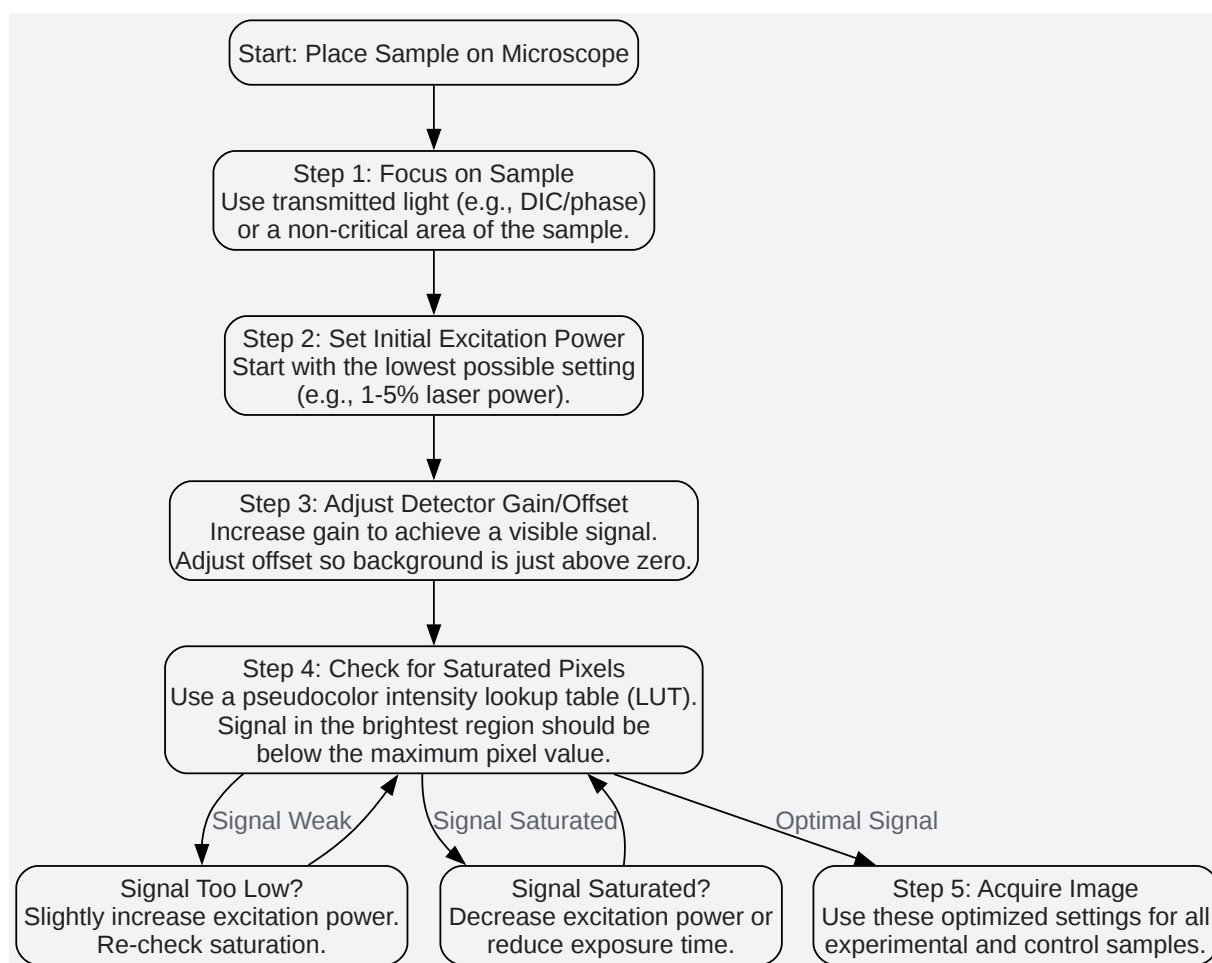 Start: Place Sample on Microscope
Step 1: Focus on Sample
Use transmitted light (e.g., DIC/phase)
or a non-critical area of the sample.
Step 2: Set Initial Excitation Power
Start with the lowest possible setting
(e.g., 1-5% laser power).
Step 3: Adjust Detector Gain/Offset
Increase gain to achieve a visible signal.
Adjust offset so background is just above zero.
Step 4: Check for Saturated Pixels
Use a pseudocolor intensity lookup table (LUT).
Signal in the brightest region should be
below the maximum pixel value.
Signal Weak
Signal Saturated
Optimal Signal
Signal Too Low?
Slightly increase excitation power.
Re-check saturation.
Signal Saturated?
Decrease excitation power or
reduce exposure time.
Step 5: Acquire Image
Use these optimized settings for all
experimental and control samples.